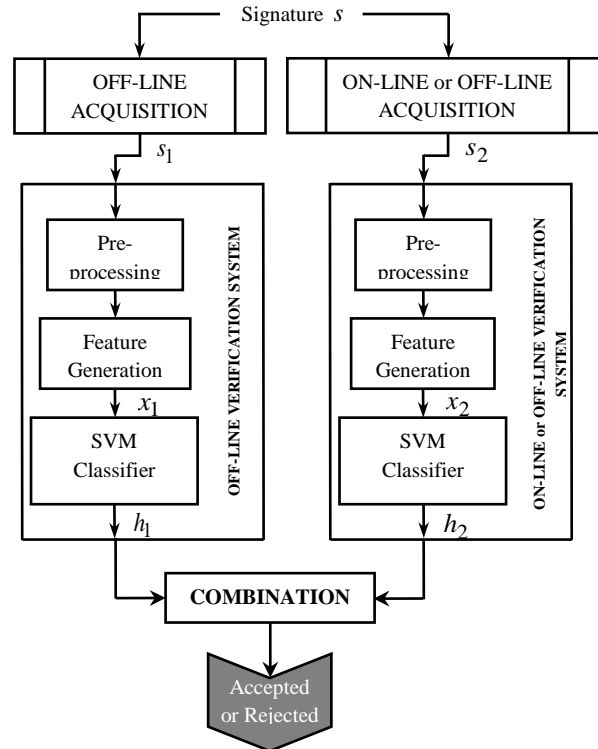 Signature s
OFF-LINE
ACQUISITION
ON-LINE or OFF-LINE
ACQUISITION
s1
s2
Pre-
processing
Feature
Generation
x1
SVM
Classifier
h1
OFF-LINE VERIFICATION SYSTEM
Pre-
processing
Feature
Generation
x2
SVM
Classifier
h2
ON-LINE or OFF-LINE VERIFICATION
SYSTEM
COMBINATION
Accepted
or Rejected